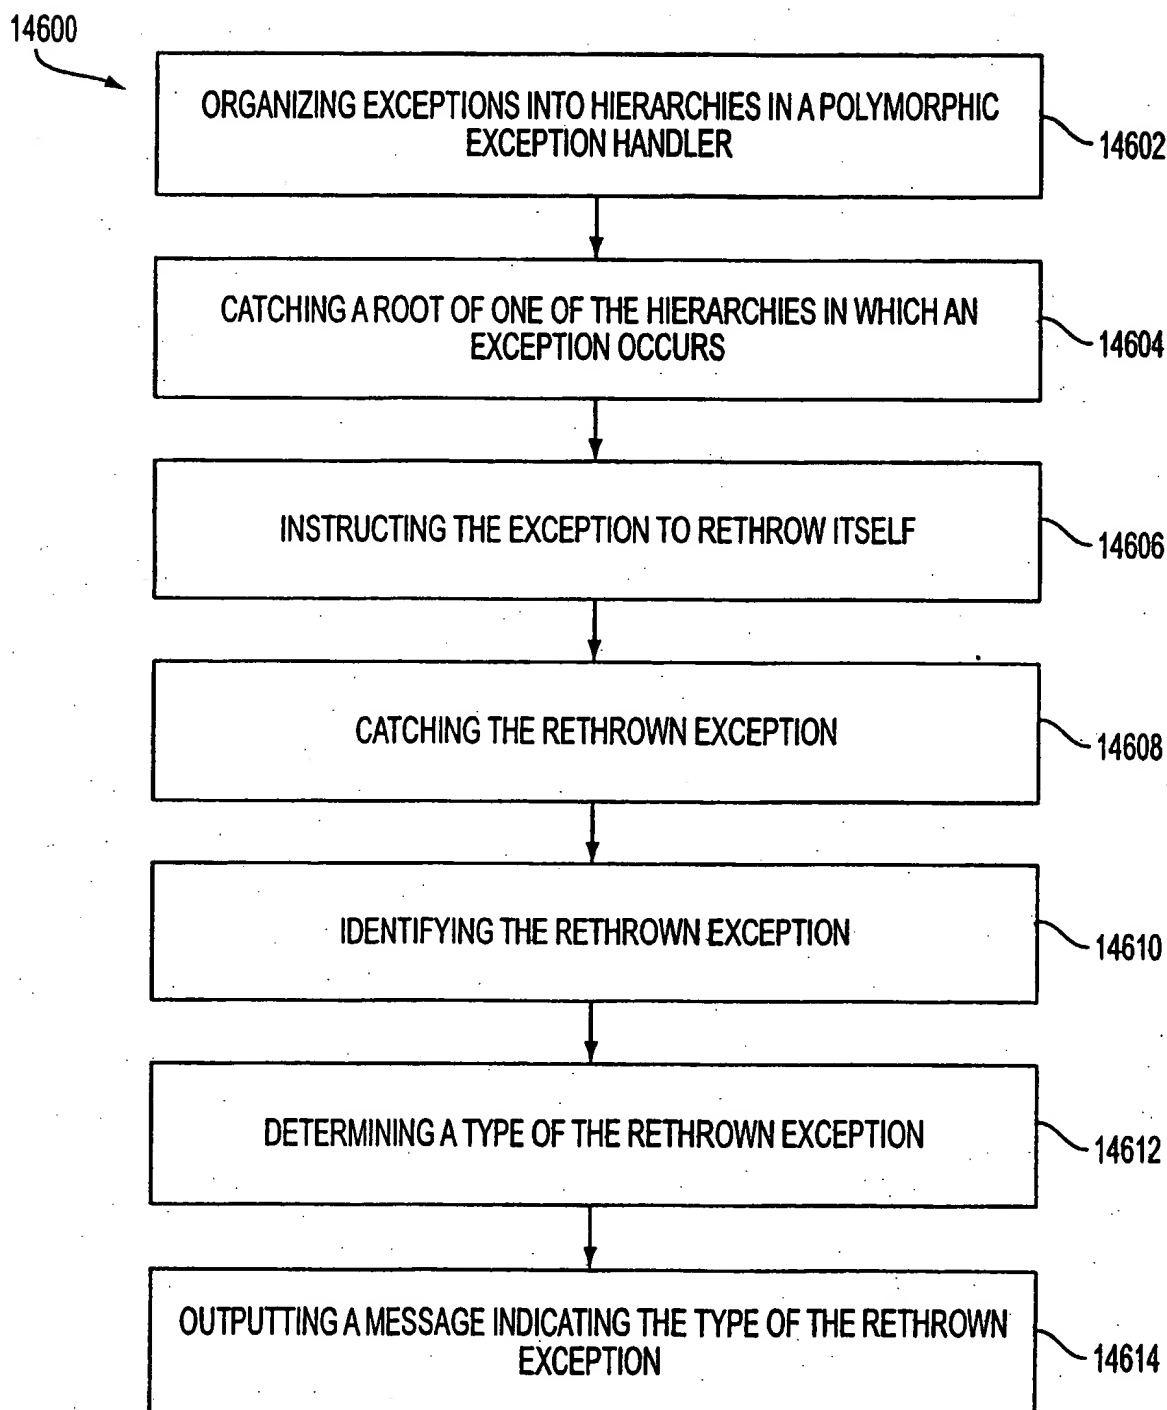 14600
ORGANIZING EXCEPTIONS INTO HIERARCHIES IN A POLYMORPHIC
EXCEPTION HANDLER
14602
CATCHING A ROOT OF ONE OF THE HIERARCHIES IN WHICH AN
EXCEPTION OCCURS
14604
INSTRUCTING THE EXCEPTION TO RETHROW ITSELF
14606
CATCHING THE RETHROWN EXCEPTION
14608
IDENTIFYING THE RETHROWN EXCEPTION
14610
DETERMINING A TYPE OF THE RETHROWN EXCEPTION
14612
OUTPUTTING A MESSAGE INDICATING THE TYPE OF THE RETHROWN
EXCEPTION
14614